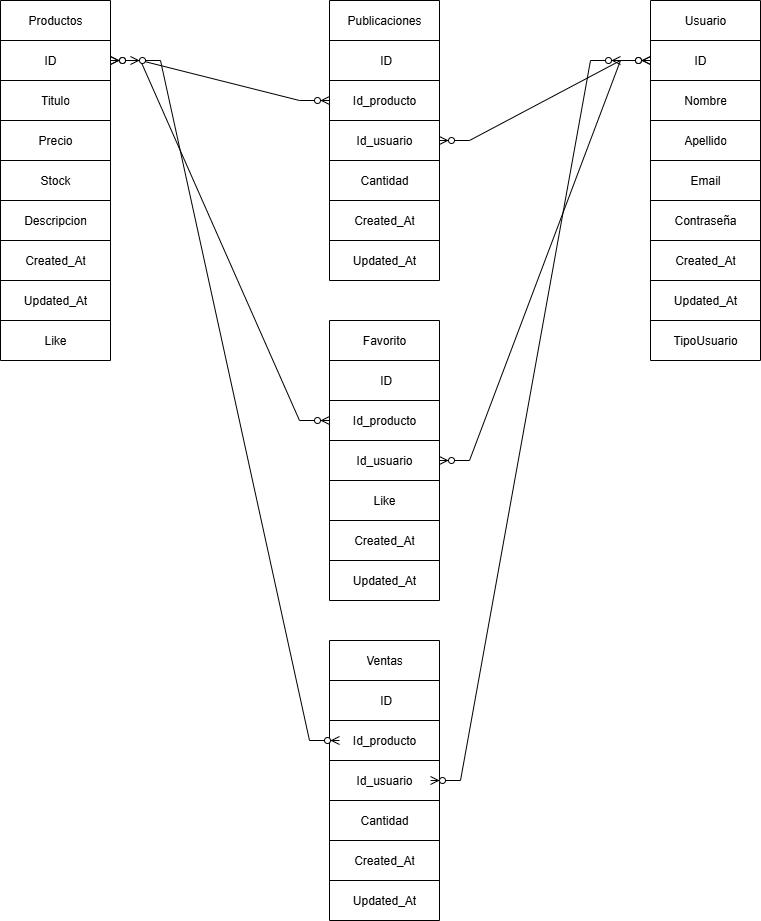 Productos
ID
Titulo
Precio
Stock
Descripcion
Created_At
Updated_At
Like
Publicaciones
ID
Id_producto
Id_usuario
Cantidad
Created_At
Updated_At
Favorito
ID
Id_producto
Id_usuario
Like
Created_At
Updated_At
Ventas
ID
Id_producto
Id_usuario
Cantidad
Created_At
Updated_At
Usuario
ID
Nombre
Apellido
Email
Contraseña
Created_At
Updated_At
TipoUsuario